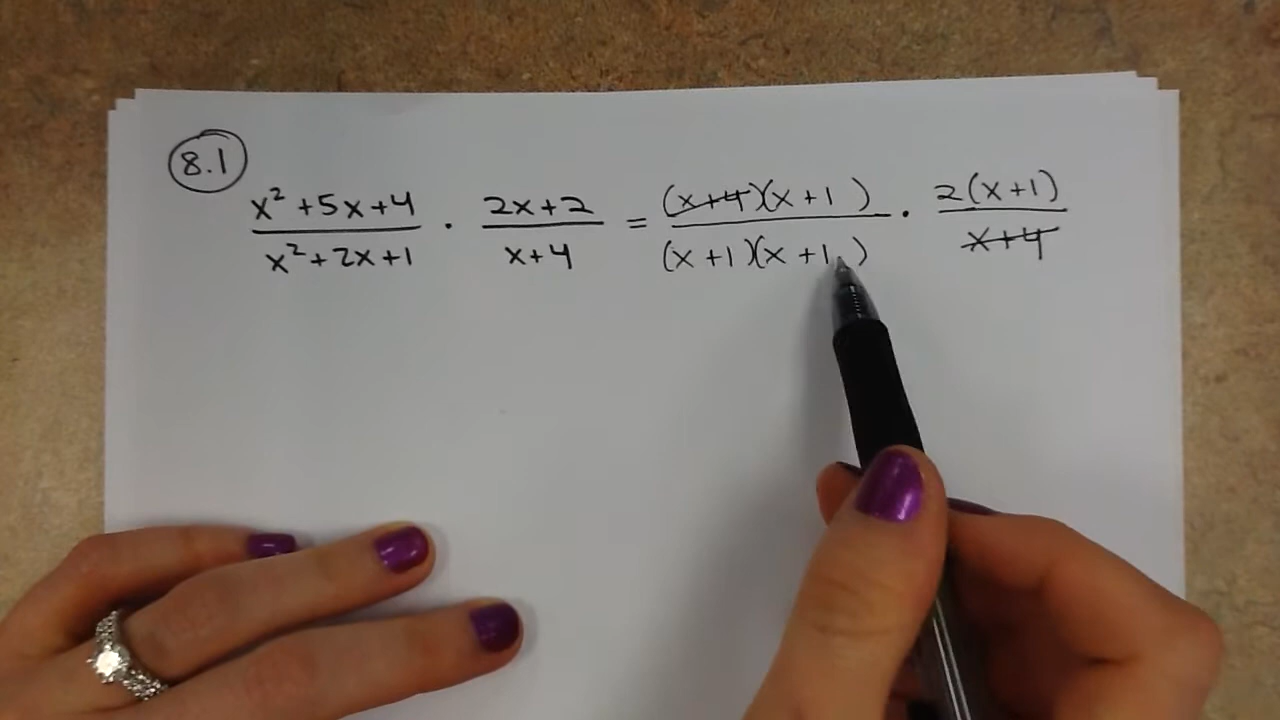 8.1
x² + 5x + 4 / x² + 2x + 1 · 2x + 2 / x + 4 = (x + 4)(x + 1) / (x + 1)(x + 1) · 2(x + 1) / x + 4